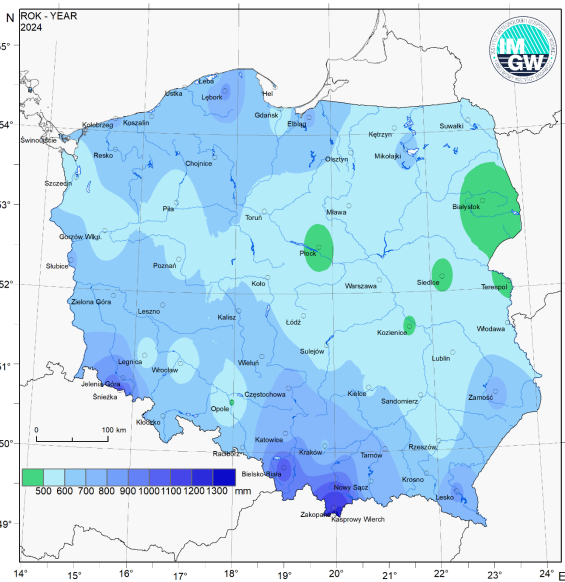 N
ROK - YEAR
2024
IM
GW
55°
54°
53°
52°
51°
50°
49°
Łeba
Ustka
Lębork
Hel
Kołobrzeg
Koszalin
Gdańsk
Elbląg
Suwałki
Świnoujście
Kętrzyn
Resko
Chojnice
Olsztyn
Mikołajki
Szczecin
Piła
Toruń
Mława
Białystok
Gorzów Wlkp.
Płock
Słubice
Poznań
Koło
Warszawa
Siedlce
Terespol
Zielona Góra
Leszno
Kalisz
Łódź
Kozienice
Włodawa
Sulejów
Legnica
Wrocław
Wieluń
Lublin
Jelenia Góra
Śnieżka
Częstochowa
Kielce
Sandomierz
Zamość
Opole
Kłodzko
Katowice
Kraków
Tarnów
Rzeszów
Racibórz
Bielsko-Biała
Nowy Sącz
Krosno
Lesko
Zakopane
Kasprowy Wierch
0 100 km
500 600 700 800 900 1000 1100 1200 1300 mm
14° 15° 16° 17° 18° 19° 20° 21° 22° 23° 24° E